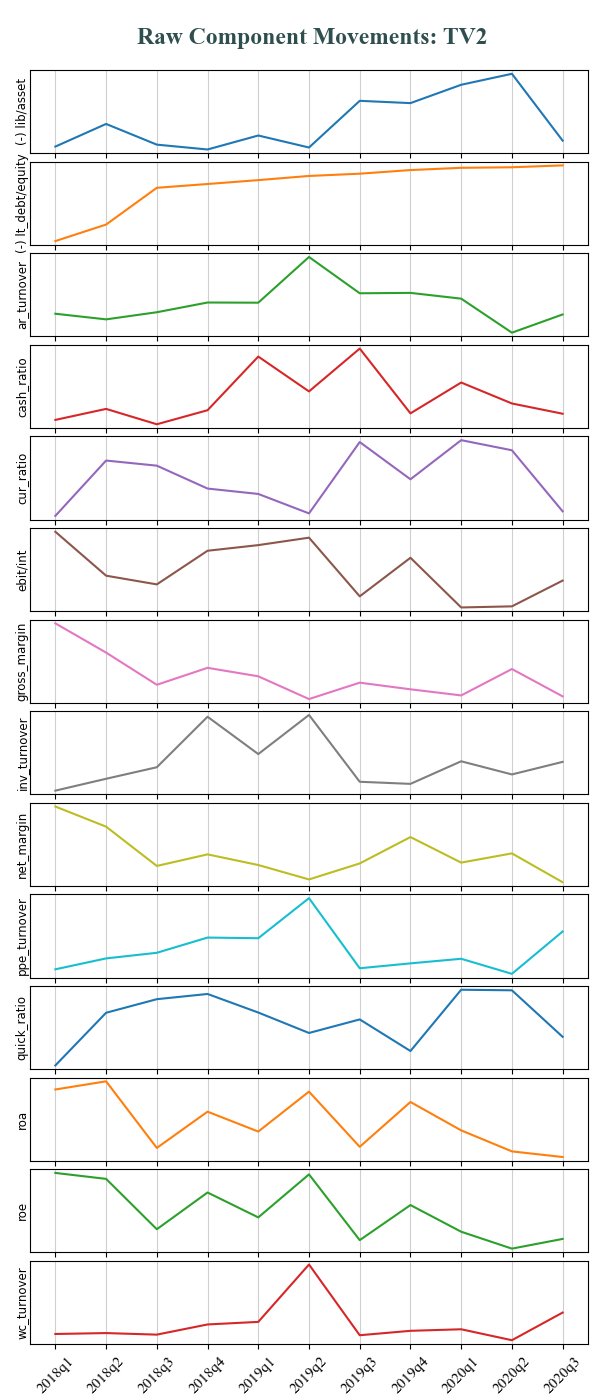 Raw Component Movements: TV2
(-) lib/asset
(-) lt_debt/equity
ar_turnover
cash_ratio
cur_ratio
ebit/int
gross_margin
inv_turnover
net_margin
ppe_turnover
quick_ratio
roa
roe
wc_turnover
2018q1 2018q2 2018q3 2018q4 2019q1 2019q2 2019q3 2019q4 2020q1 2020q2 2020q3